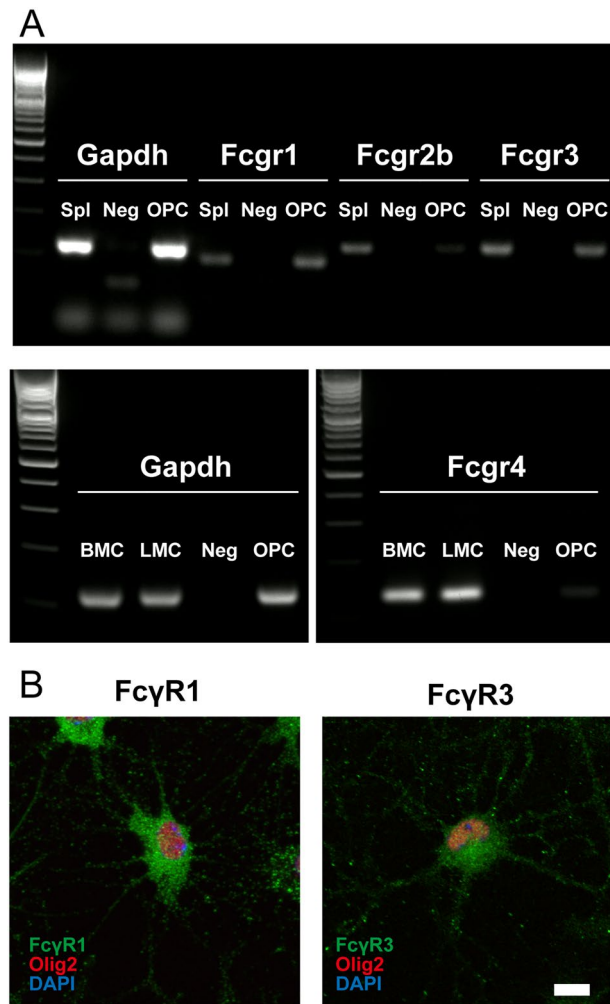 A
Gapdh Fcgr1 Fcgr2b Fcgr3
Spl Neg OPC Spl Neg OPC Spl Neg OPC Spl Neg OPC
Gapdh
BMC LMC Neg OPC
Fcgr4
BMC LMC Neg OPC
B
FcγR1
FcγR1
Olig2
DAPI
FcγR3
FcγR3
Olig2
DAPI